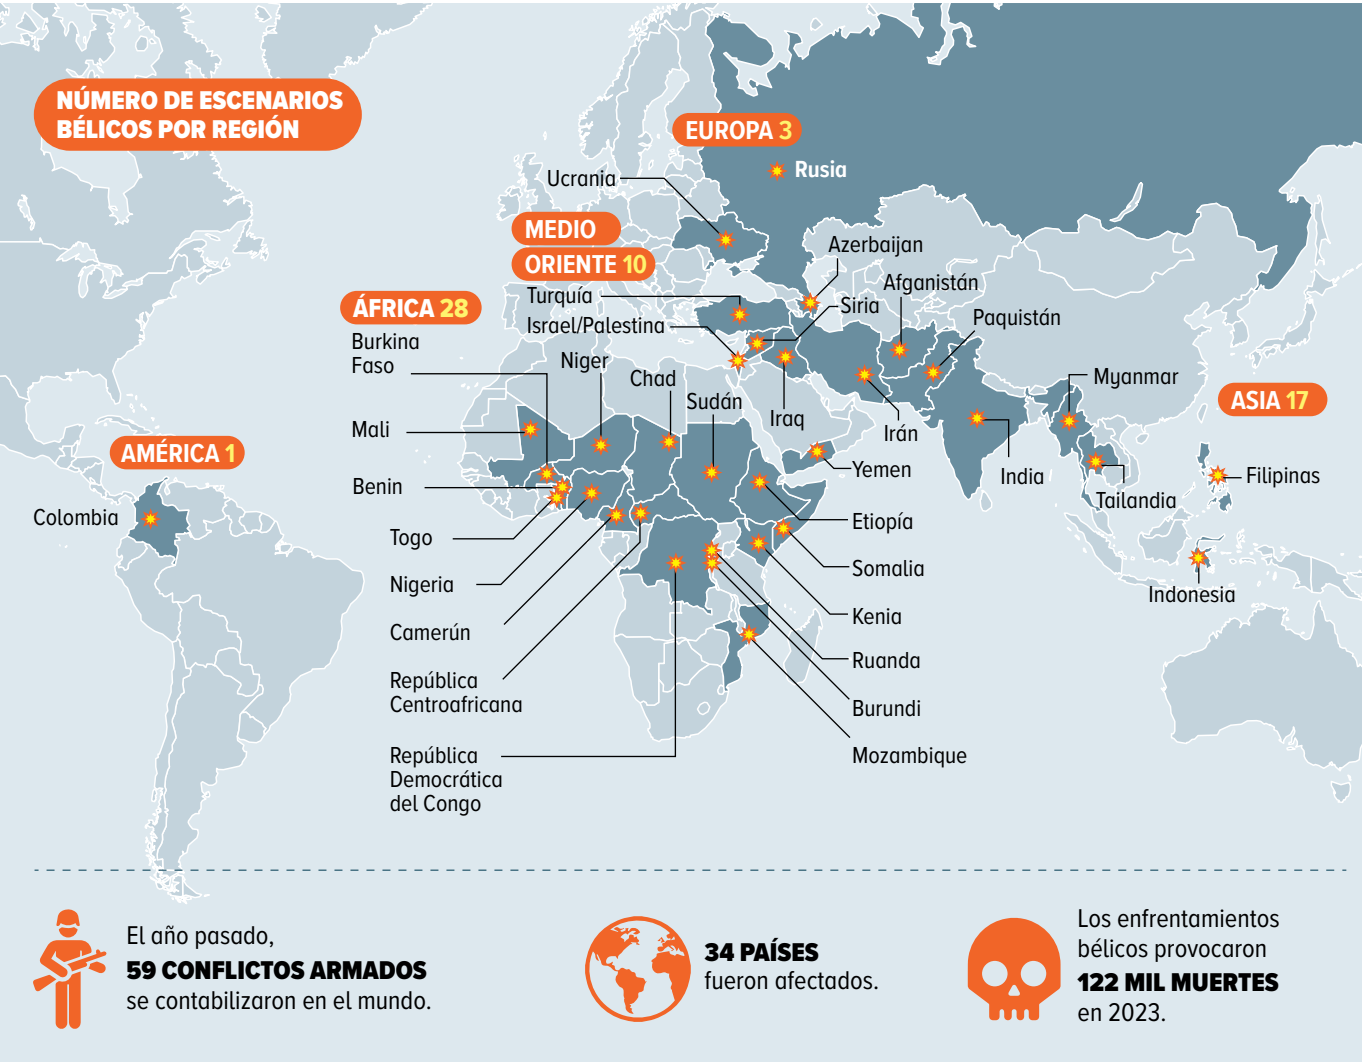 NÚMERO DE ESCENARIOS
BÉLICOS POR REGIÓN
EUROPA 3
Rusia
Ucrania
MEDIO
ORIENTE 10
Azerbaijan
Afganistán
Turquía
Siria
Paquistán
Israel/Palestina
ÁFRICA 28
Burkina
Faso
Niger
Chad
Sudán
Iraq
Irán
Myanmar
ASIA 17
Mali
AMÉRICA 1
Yemen
India
Filipinas
Benin
Tailandia
Colombia
Togo
Etiopía
Somalia
Nigeria
Indonesia
Kenia
Camerún
Ruanda
República
Centroafricana
Burundi
República
Democrática
del Congo
Mozambique
El año pasado,
59 CONFLICTOS ARMADOS
se contabilizaron en el mundo.
34 PAÍSES
fueron afectados.
Los enfrentamientos
bélicos provocaron
122 MIL MUERTES
en 2023.